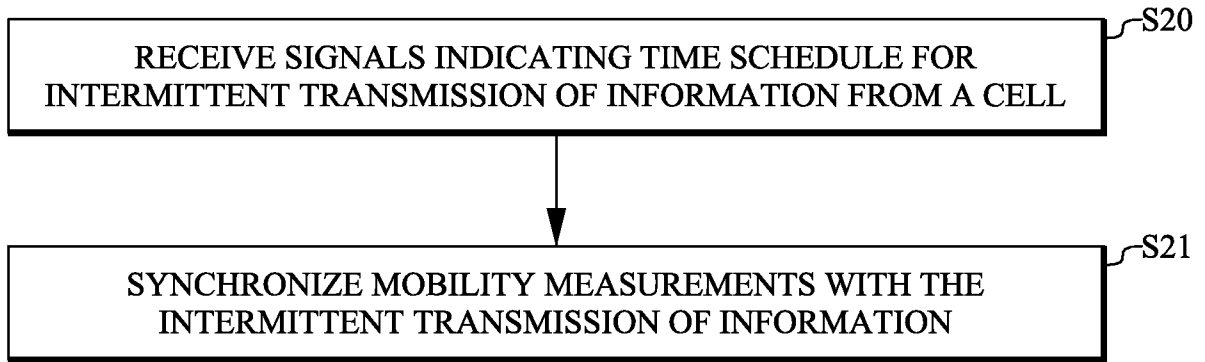 S20
RECEIVE SIGNALS INDICATING TIME SCHEDULE FOR
INTERMITTENT TRANSMISSION OF INFORMATION FROM A CELL
S21
SYNCHRONIZE MOBILITY MEASUREMENTS WITH THE
INTERMITTENT TRANSMISSION OF INFORMATION